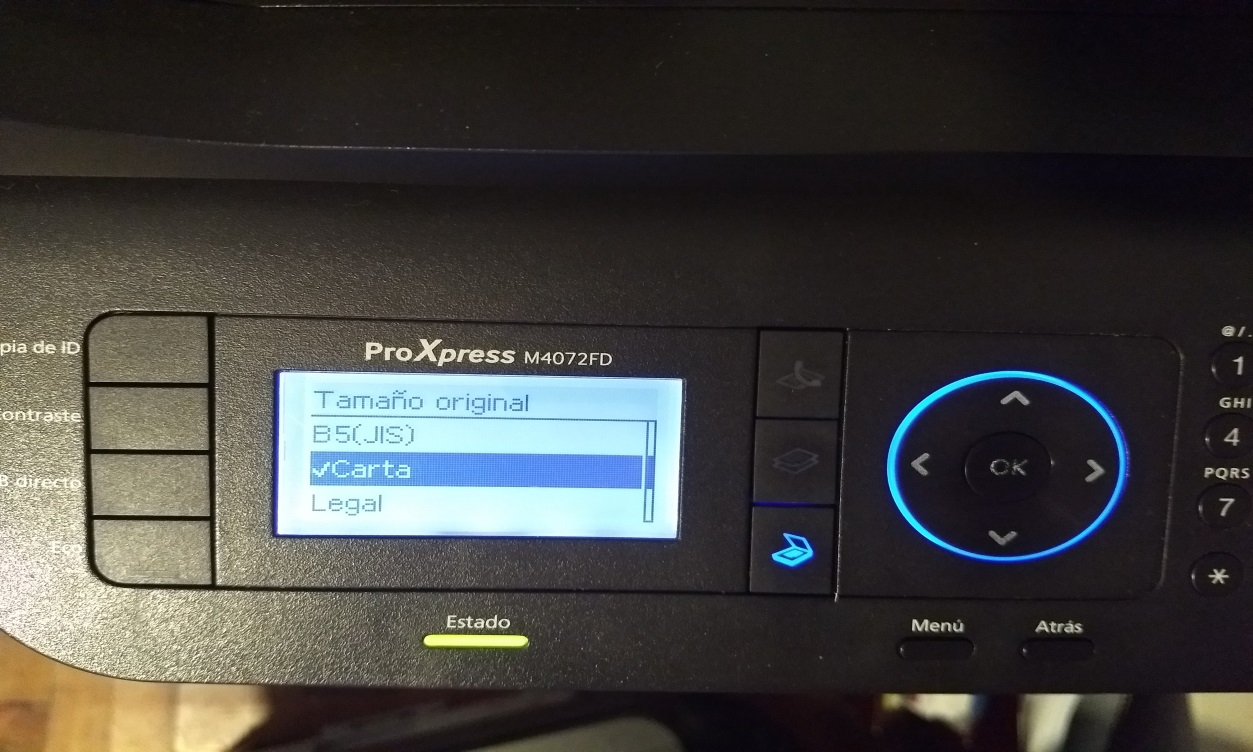 pia de ID
ontraste
B directo
Eco
ProXpress M4072FD
Tamaño original
B5(JIS)
✓Carta
Legal
OK
Estado
Menú
Atrás
@/.
1
GHI
4
PQRS
7
*